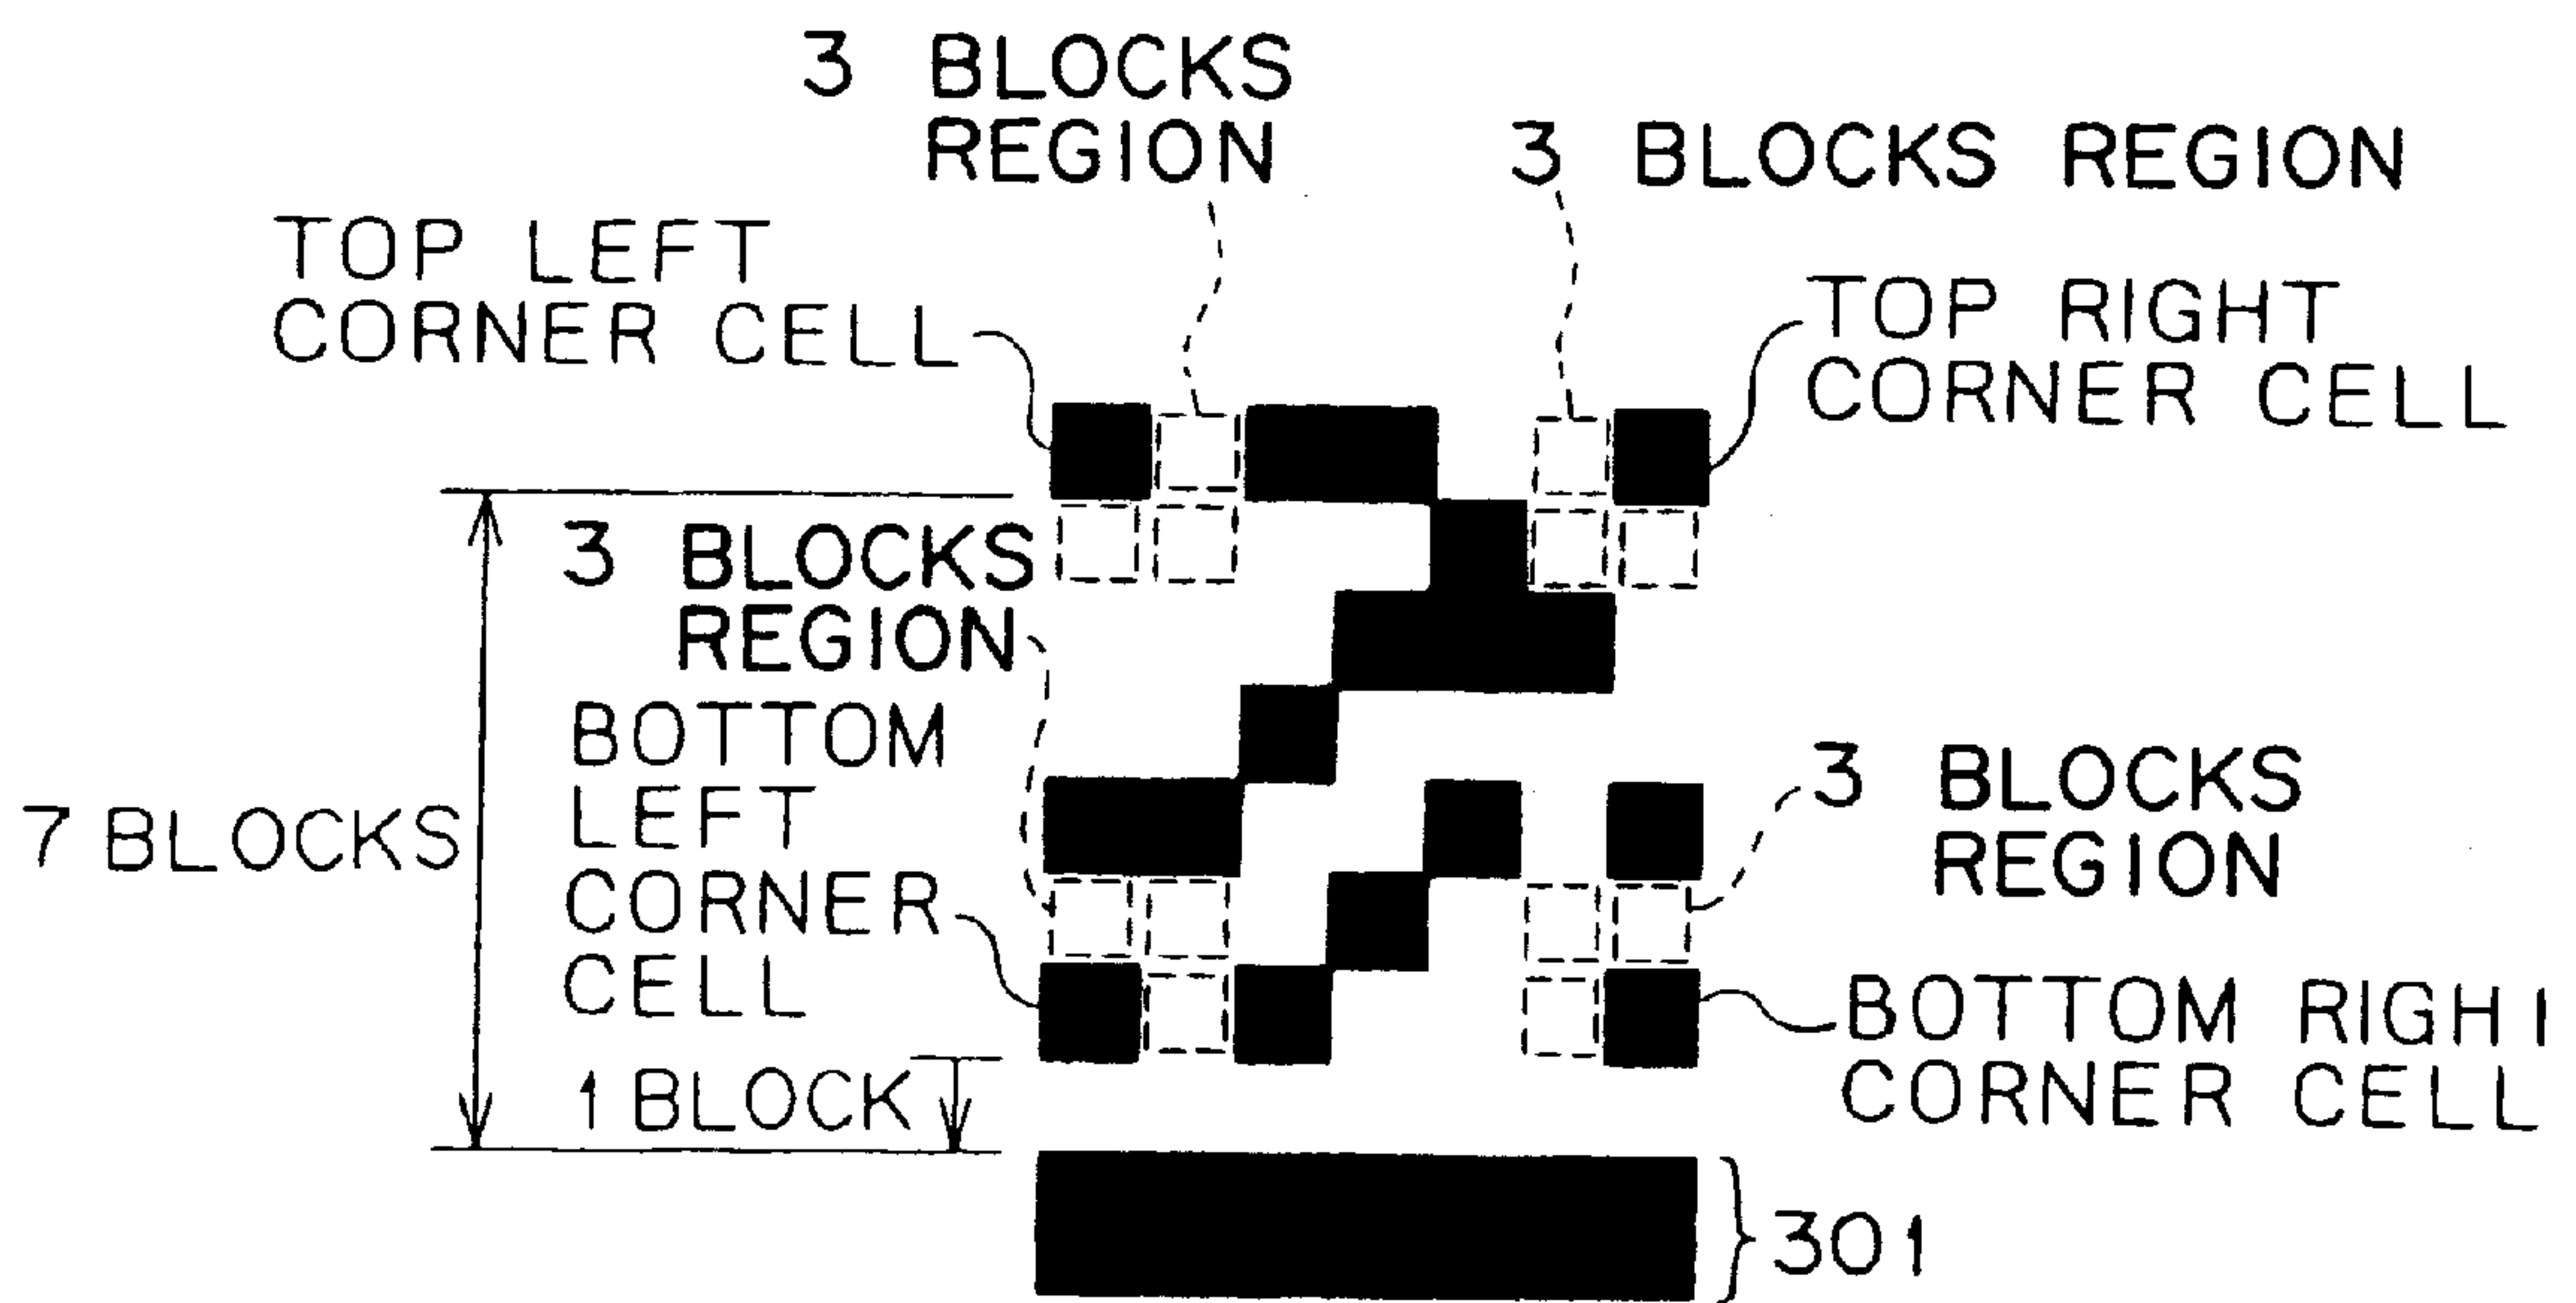 3 BLOCKS
REGION
3 BLOCKS REGION
TOP LEFT
CORNER CELL
TOP RIGHT
CORNER CELL
3 BLOCKS
REGION
BOTTOM
LEFT
CORNER
CELL
7 BLOCKS
3 BLOCKS
REGION
BOTTOM RIGHT
CORNER CELL
1 BLOCK
301